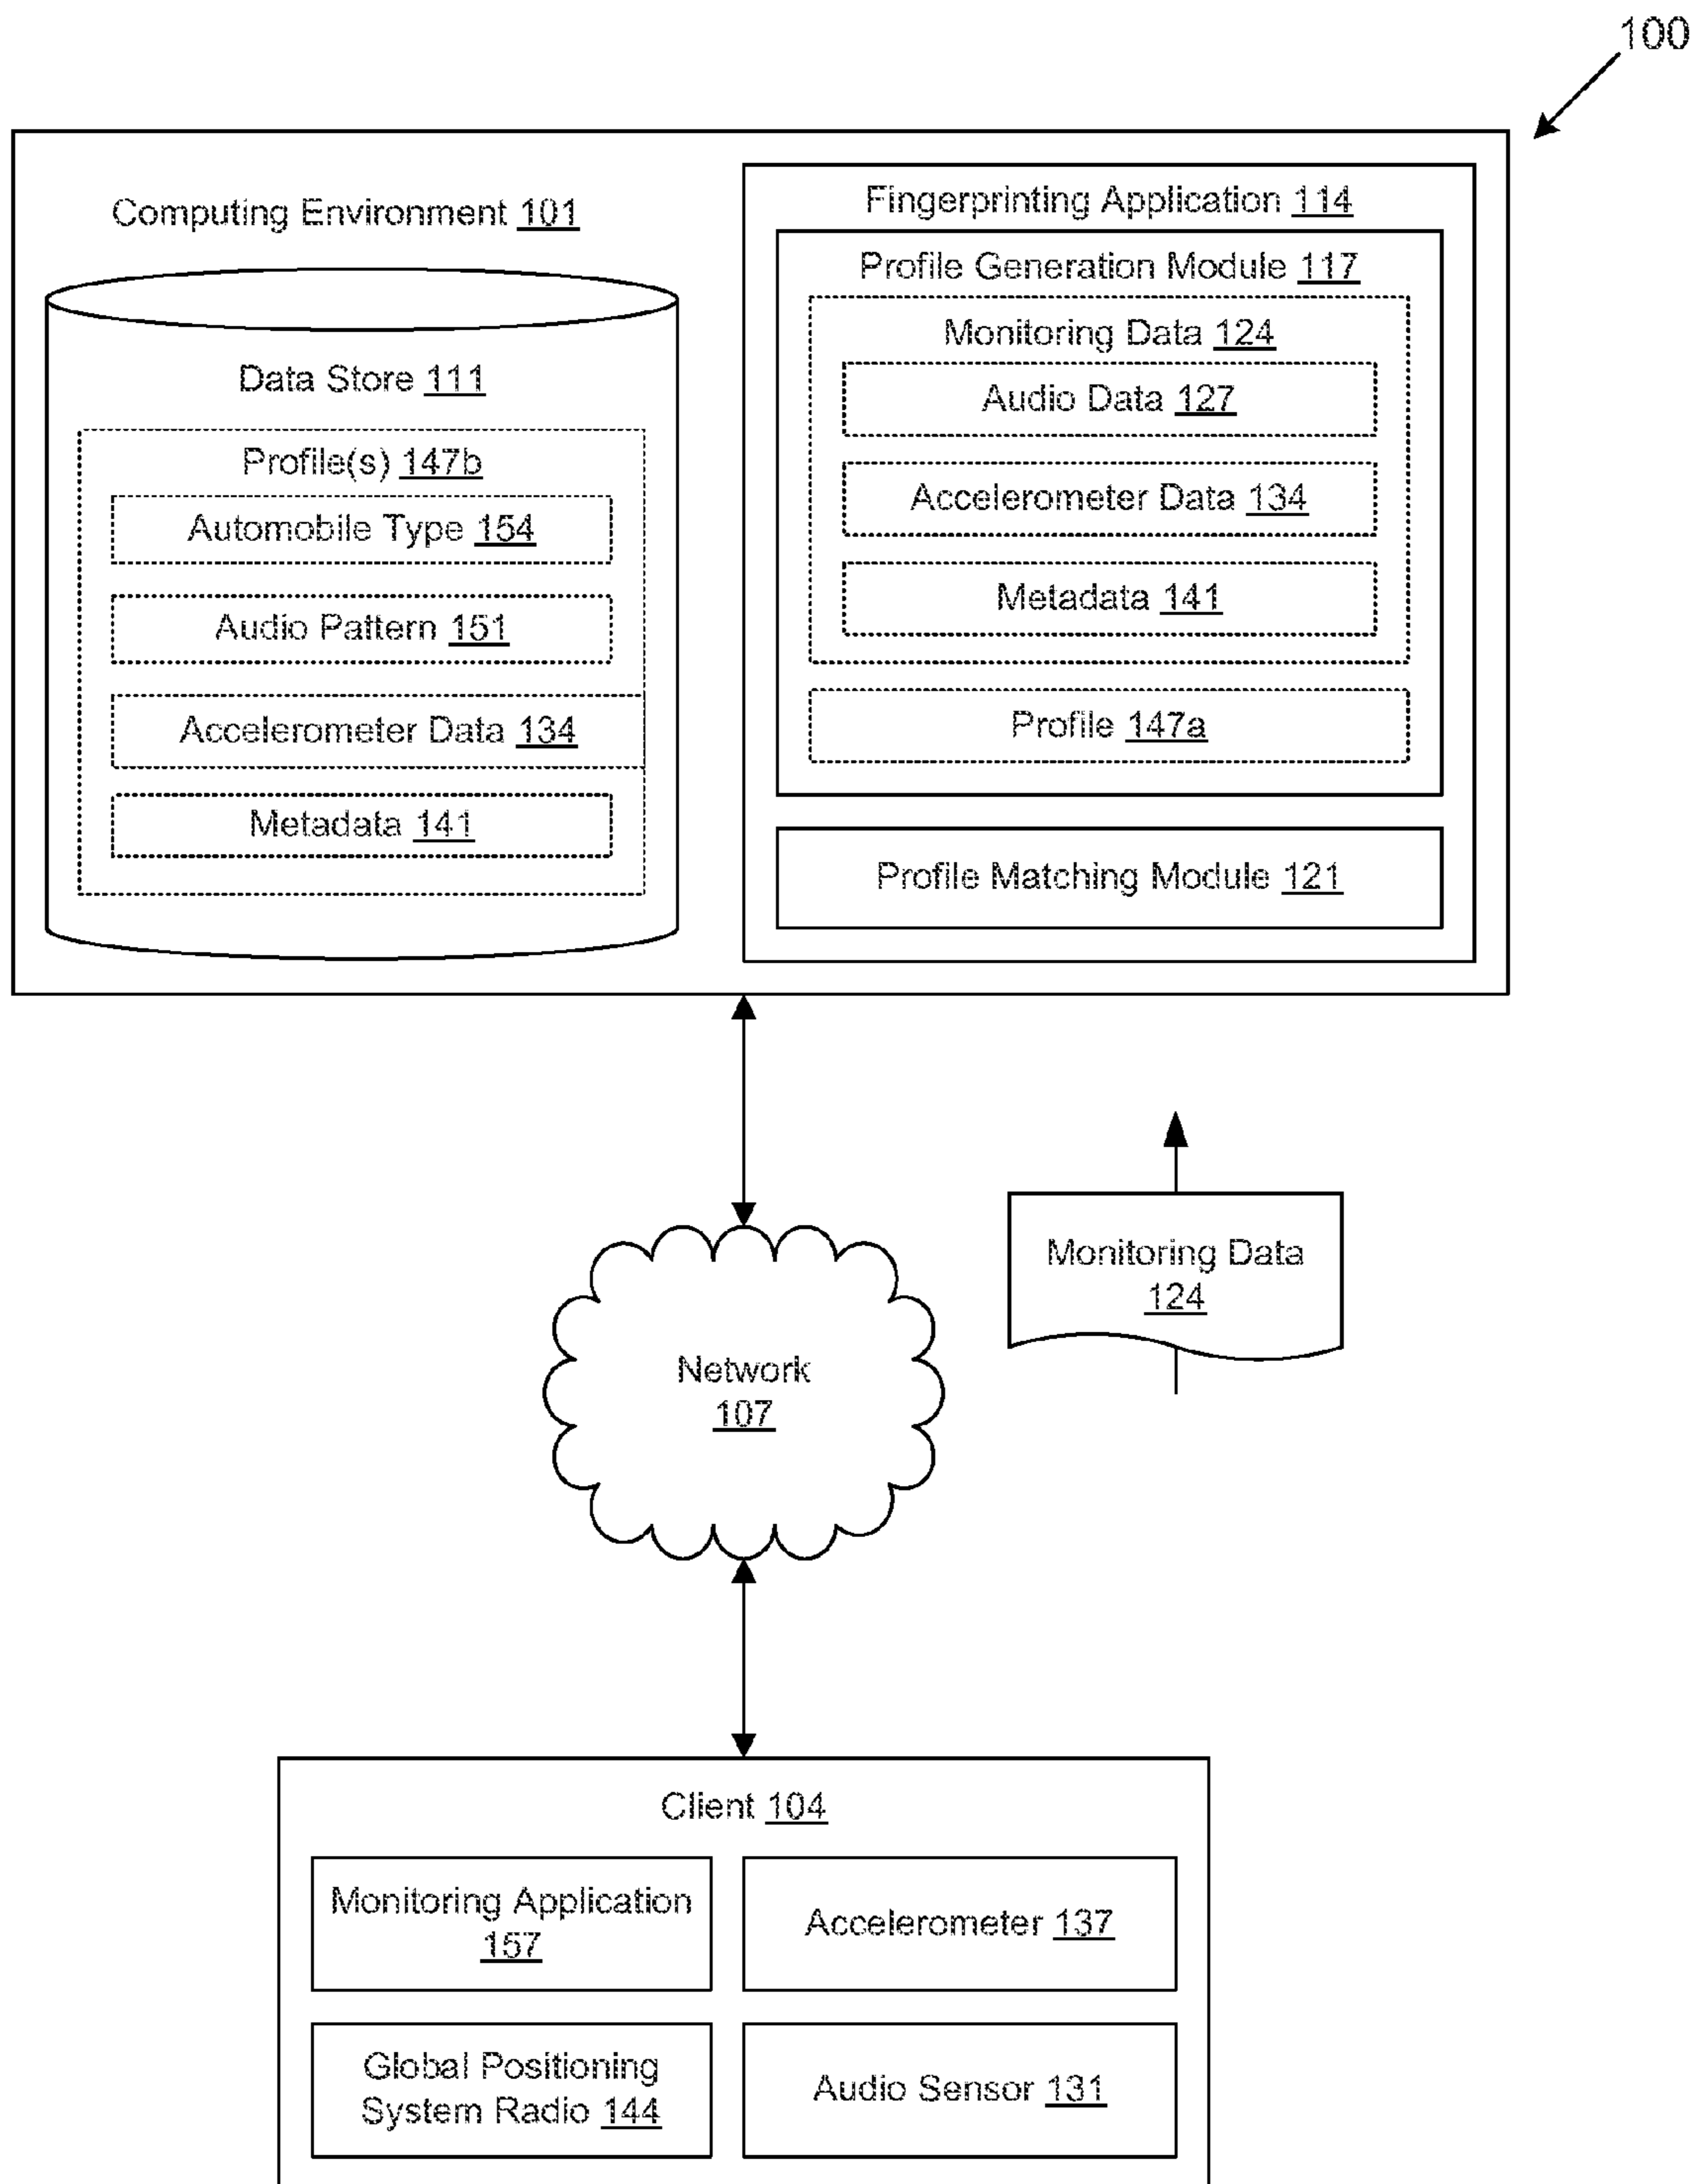 100
Computing Environment 101
Data Store 111
Profile(s) 147b
Automobile Type 154
Audio Pattern 151
Accelerometer Data 134
Metadata 141
Fingerprinting Application 114
Profile Generation Module 117
Monitoring Data 124
Audio Data 127
Accelerometer Data 134
Metadata 141
Profile 147a
Profile Matching Module 121
Monitoring Data
124
Network
107
Client 104
Monitoring Application
157
Accelerometer 137
Global Positioning
System Radio 144
Audio Sensor 131